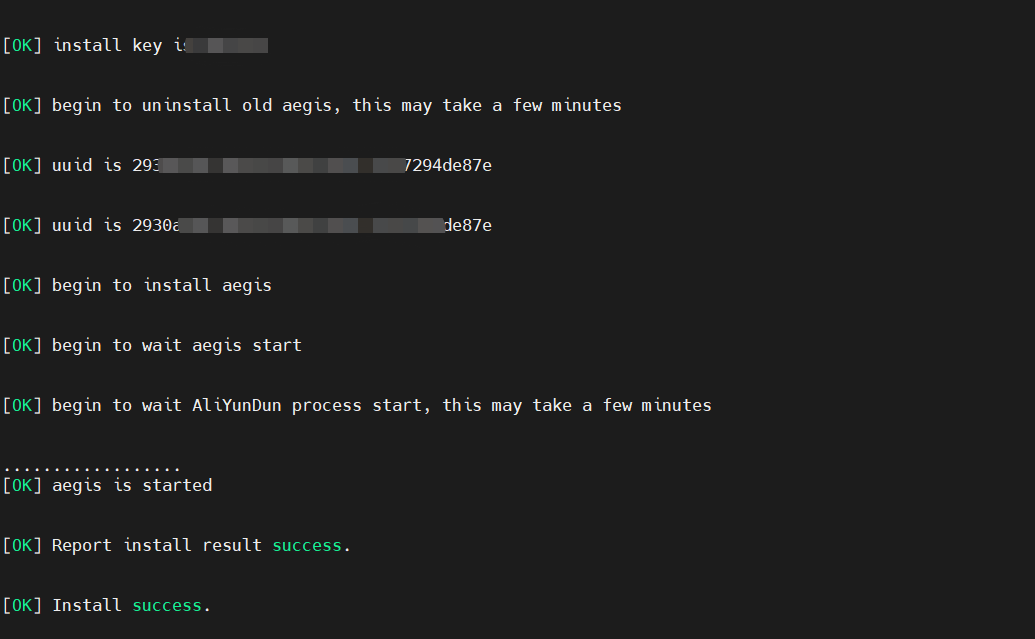 [OK] install key is
[OK] begin to uninstall old aegis, this may take a few minutes
[OK] uuid is 293 7294de87e
[OK] uuid is 2930a de87e
[OK] begin to install aegis
[OK] begin to wait aegis start
[OK] begin to wait AliYunDun process start, this may take a few minutes
..................
[OK] aegis is started
[OK] Report install result success.
[OK] Install success.